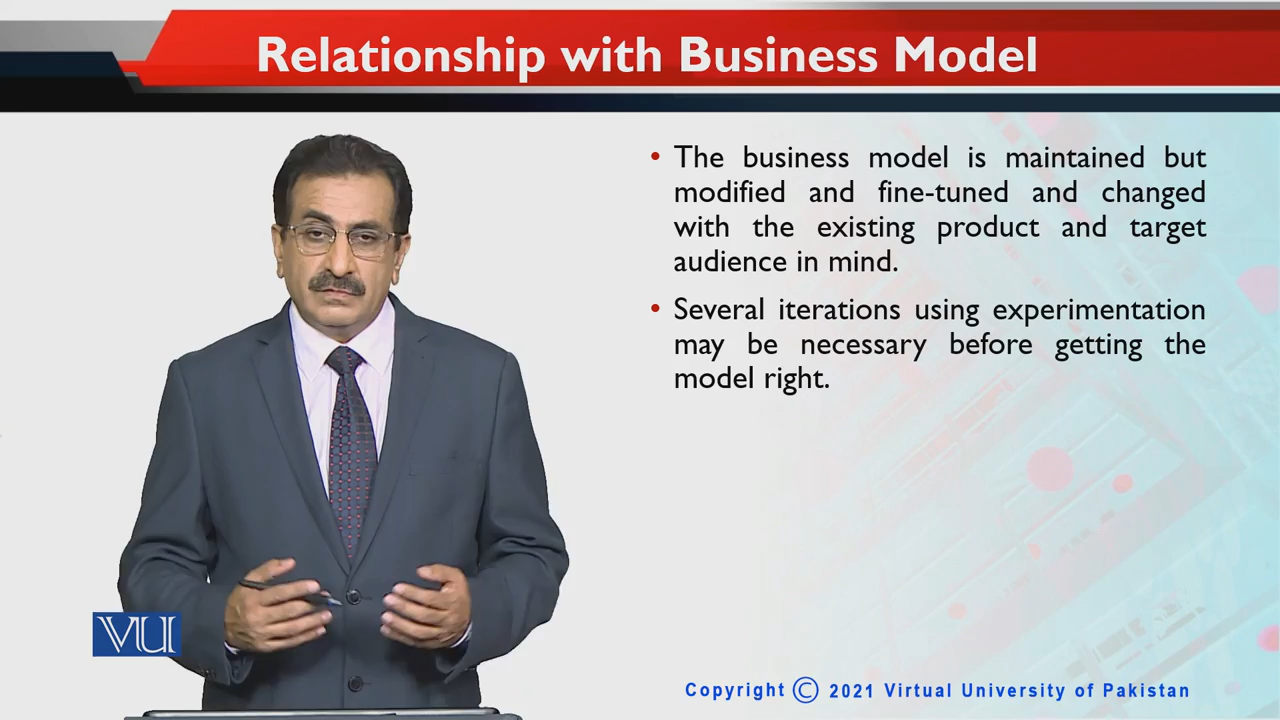 Relationship with Business Model
• The business model is maintained but
modified and fine-tuned and changed
with the existing product and target
audience in mind.
• Several iterations using experimentation
may be necessary before getting the
model right.
VU
Copyright © 2021 Virtual University of Pakistan